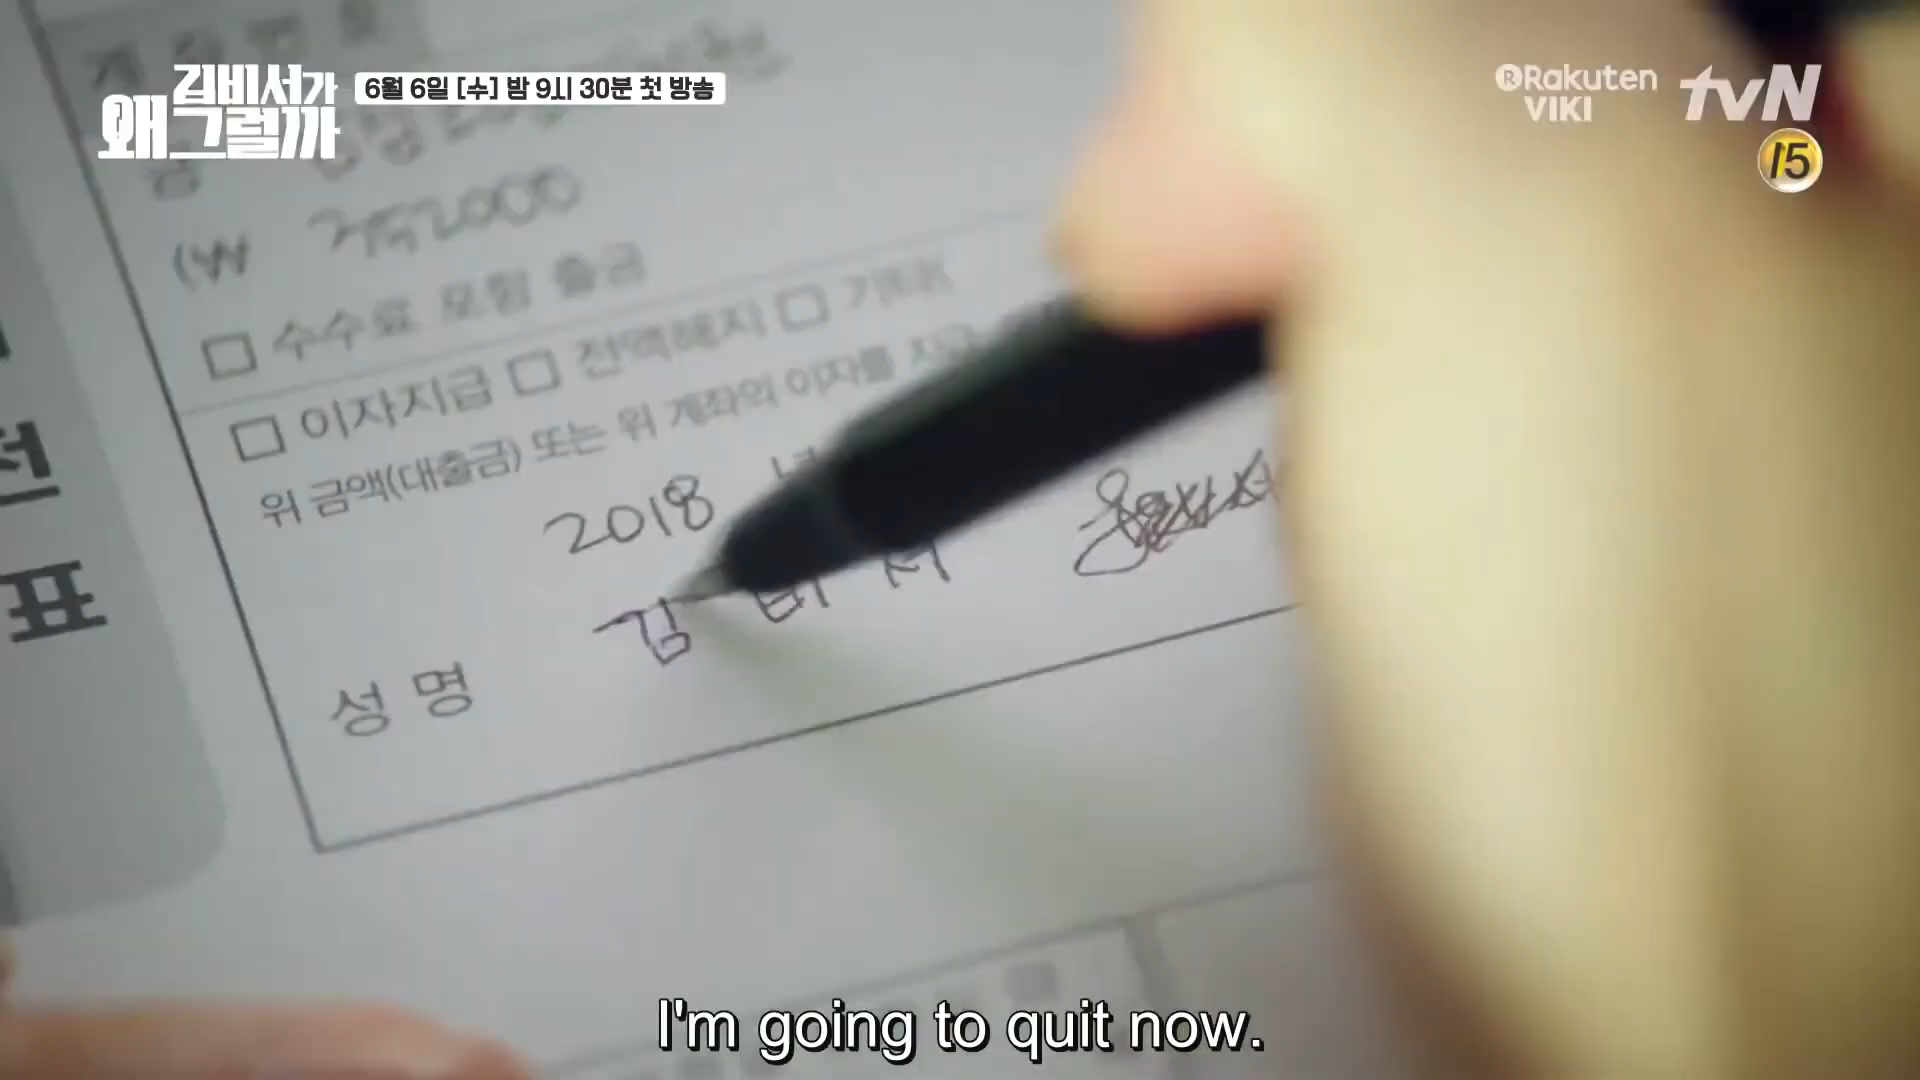 김비서가
왜 그럴까
6월 6일 [수] 밤 9시 30분 첫 방송
Rakuten
VIKI
tvN
15
2000
수수료 포함 출금
이자지급 전액해지 기타(
위 금액(대출금) 또는 위 계좌의 이자를 지급
2018 년
김 비 서
성 명
표
I'm going to quit now.